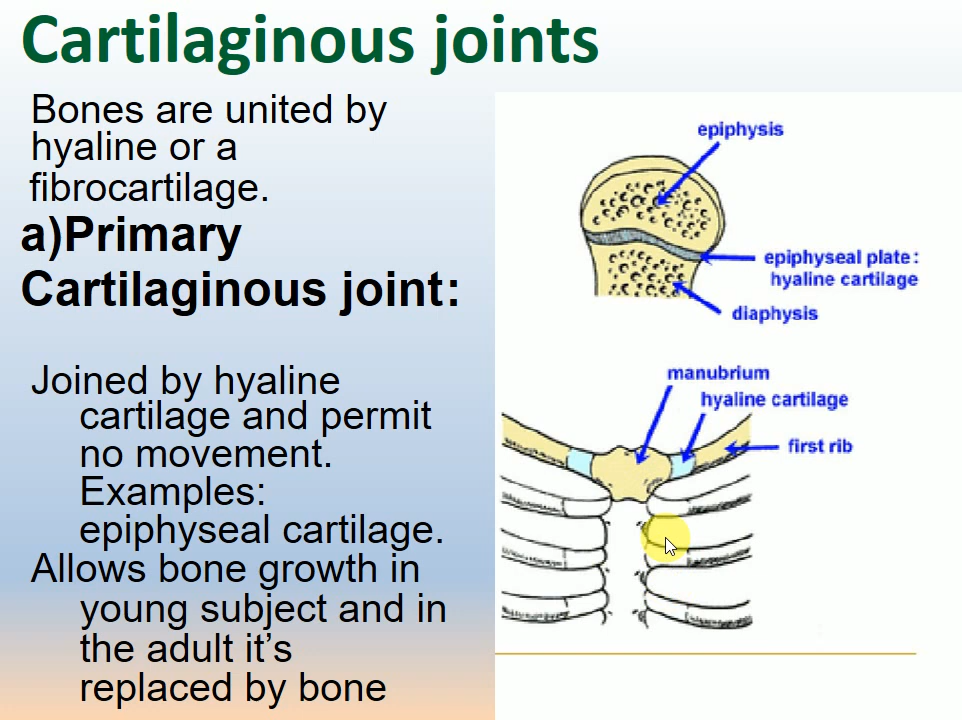 Cartilaginous joints
Bones are united by
hyaline or a
fibrocartilage.
a)Primary
Cartilaginous joint:
Joined by hyaline
cartilage and permit
no movement.
Examples:
epiphyseal cartilage.
Allows bone growth in
young subject and in
the adult it’s
replaced by bone
epiphysis
epiphyseal plate:
hyaline cartilage
diaphysis
manubrium
hyaline cartilage
first rib